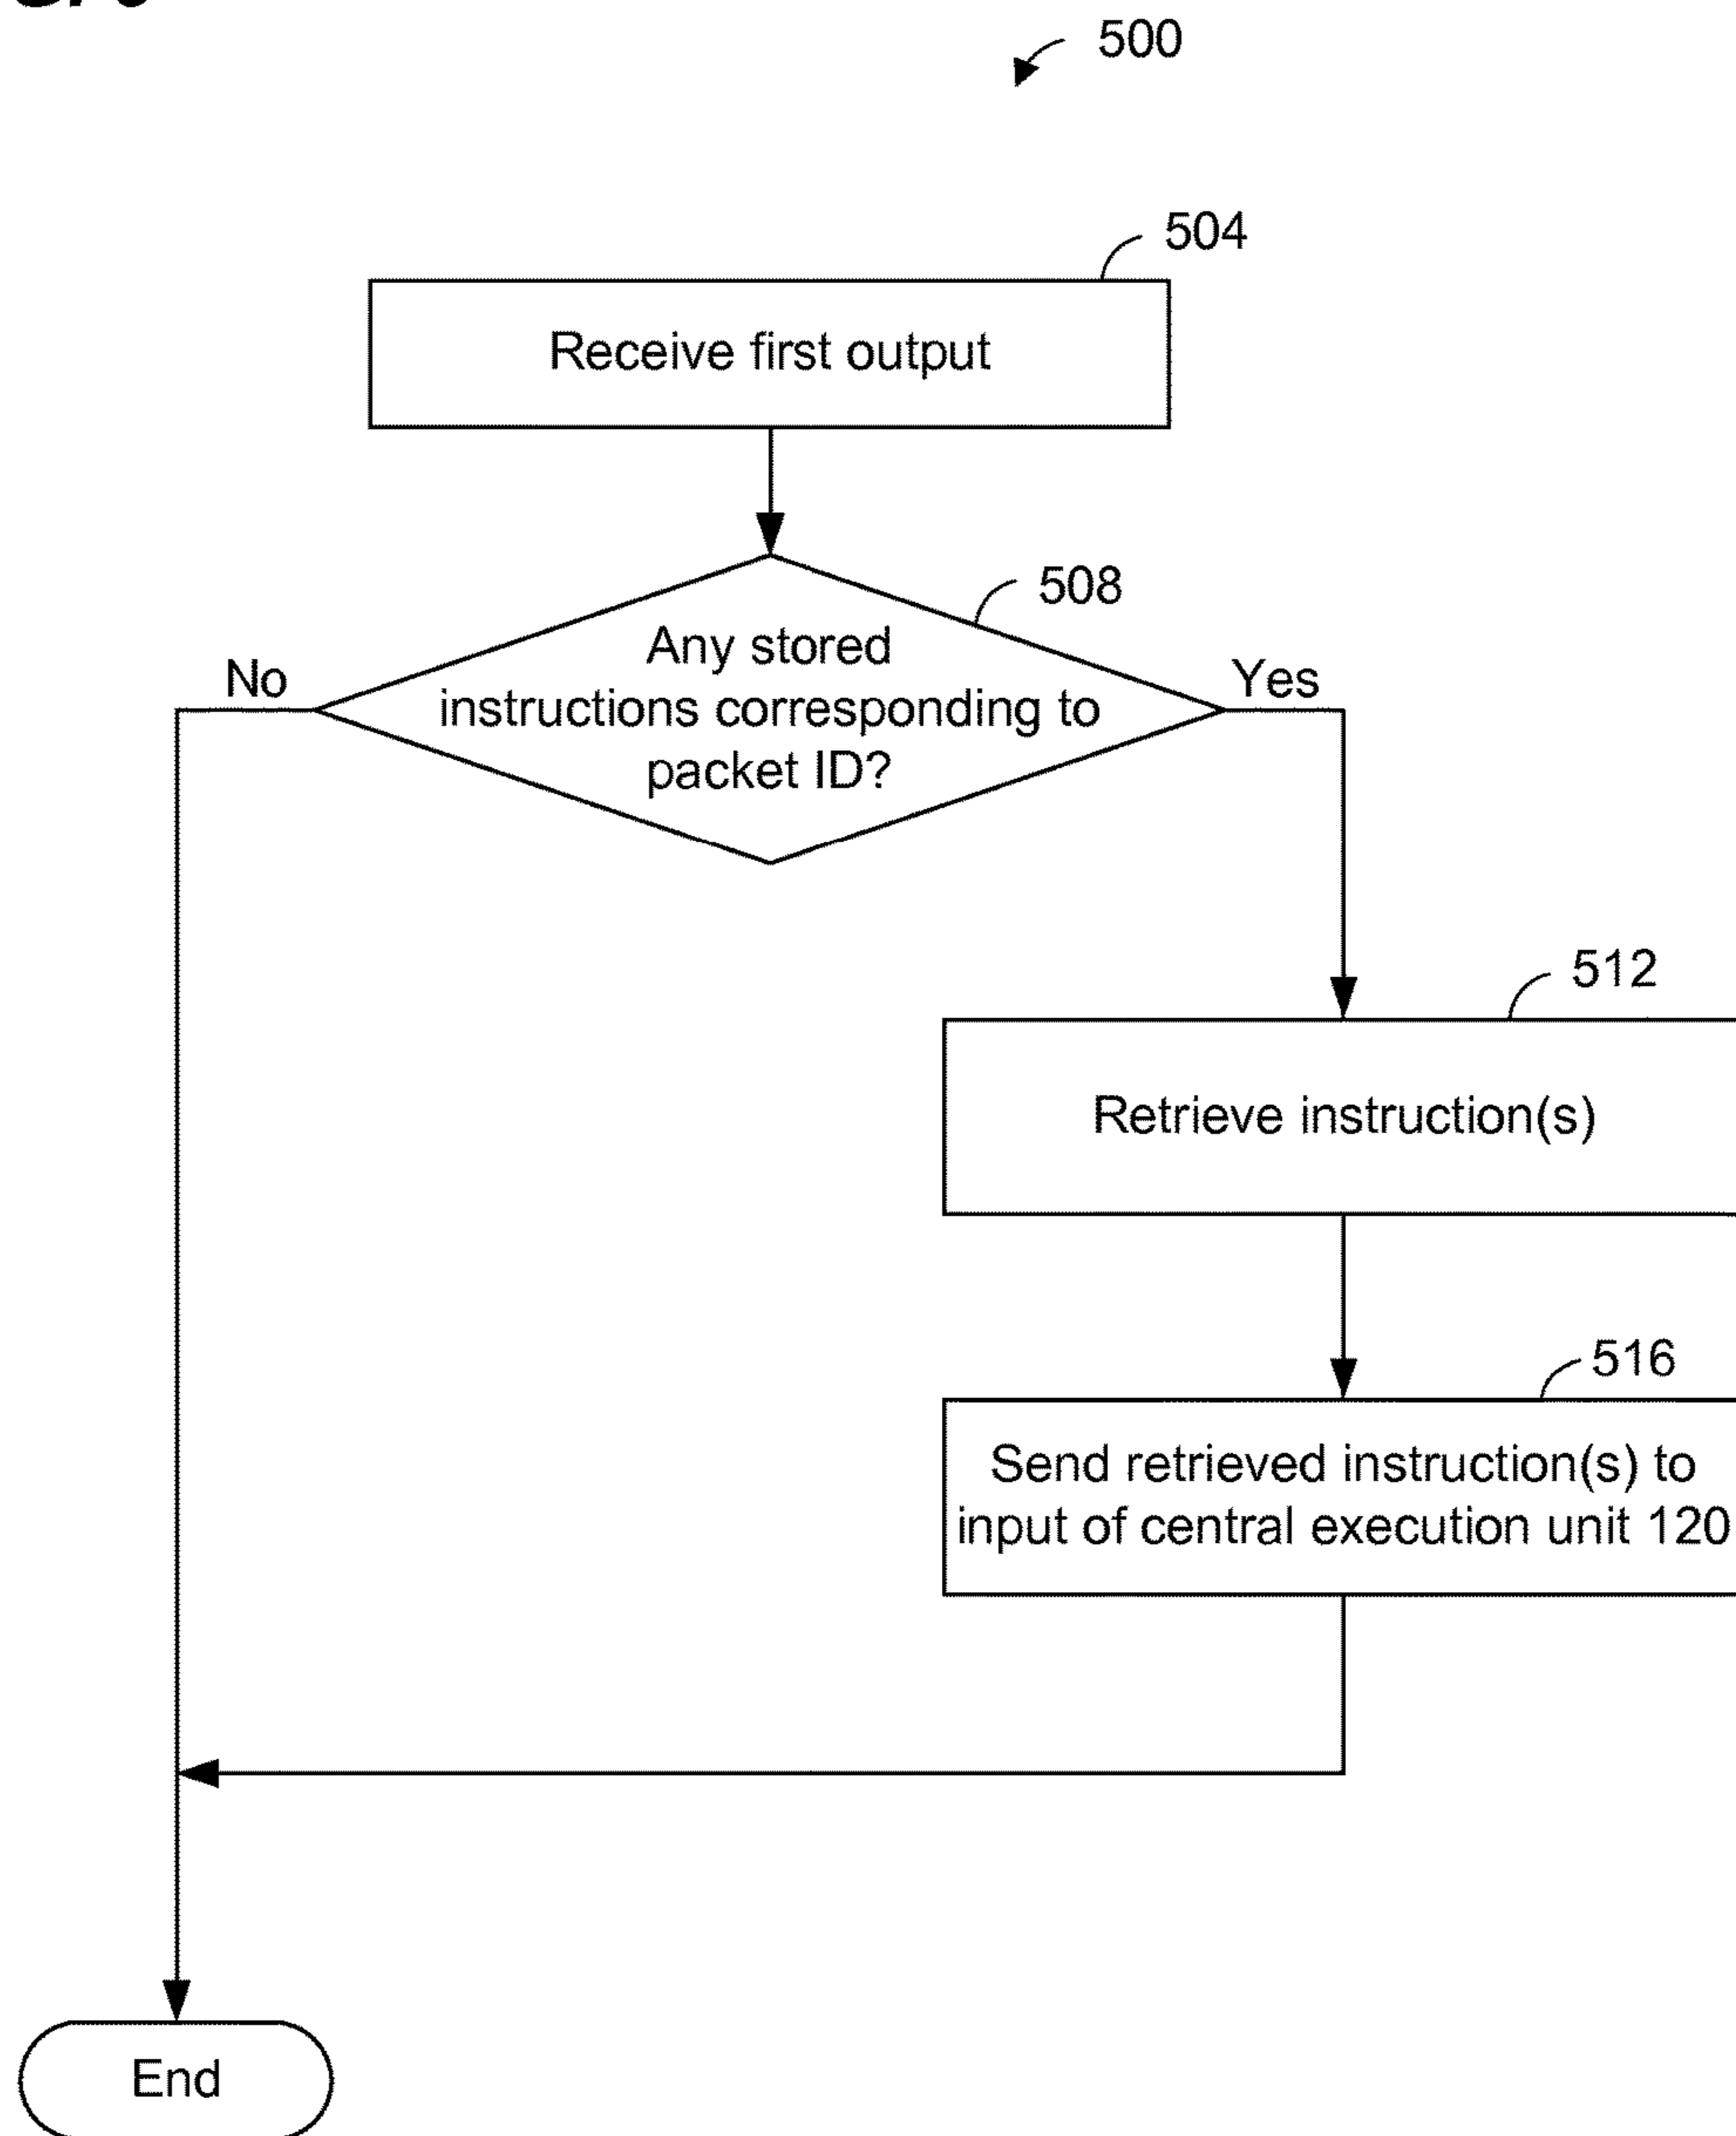 500
504
Receive first output
508
Any stored
instructions corresponding to
packet ID?
No
Yes
512
Retrieve instruction(s)
516
Send retrieved instruction(s) to
input of central execution unit 120
End